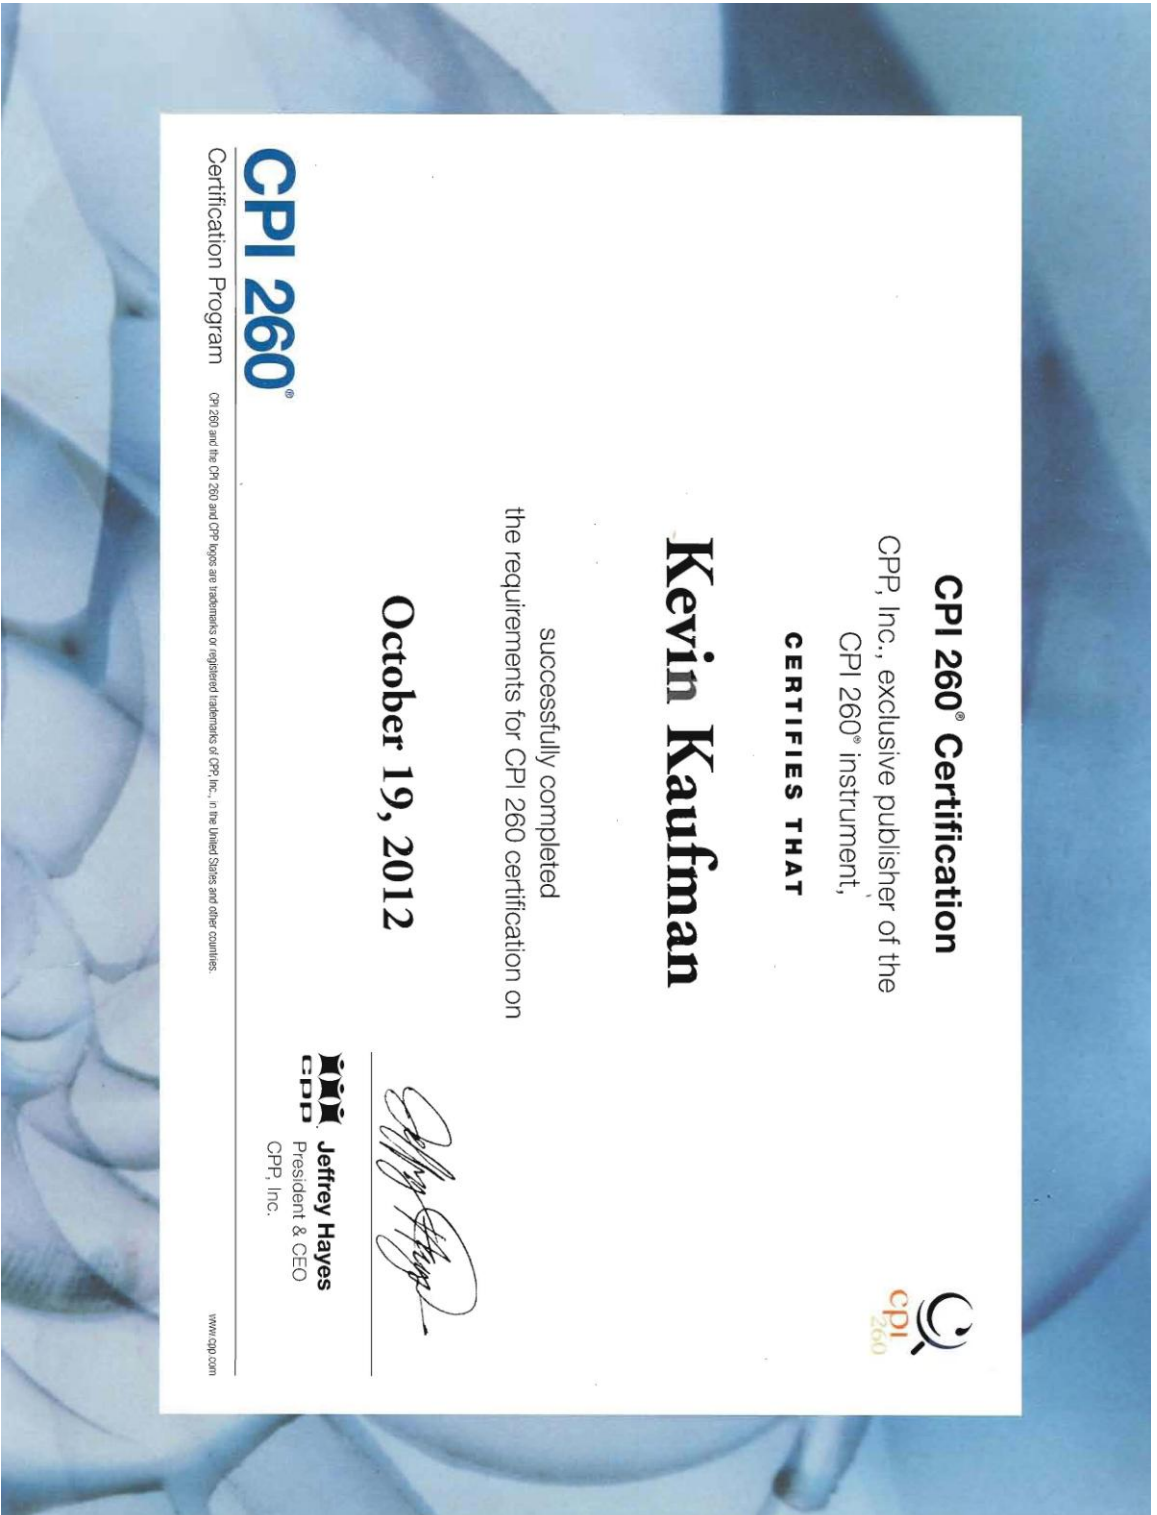 CPI 260® Certification
CPP, Inc., exclusive publisher of the
CPI 260® instrument,
CERTIFIES THAT
Kevin Kaufman
successfully completed
the requirements for CPI 260 certification on
October 19, 2012
cpi
260
cpp
Jeffrey Hayes
President & CEO
CPP, Inc.
CPI 260®
Certification Program
CPI 260 and the CPI 260 and CPP logos are trademarks or registered trademarks of CPP, Inc., in the United States and other countries.
www.cpp.com